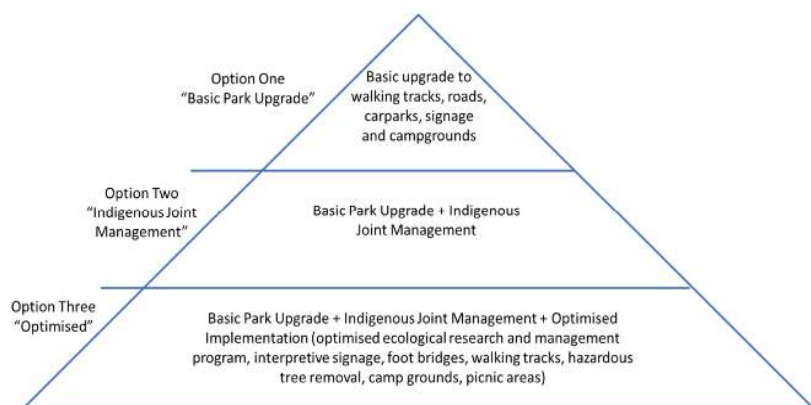 Option One
“Basic Park Upgrade”
Basic upgrade to
walking tracks, roads,
carparks, signage
and campgrounds
Option Two
“Indigenous Joint
Management”
Basic Park Upgrade + Indigenous
Joint Management
Option Three
“Optimised”
Basic Park Upgrade + Indigenous Joint Management + Optimised
Implementation (optimised ecological research and management
program, interpretive signage, foot bridges, walking tracks, hazardous
tree removal, camp grounds, picnic areas)